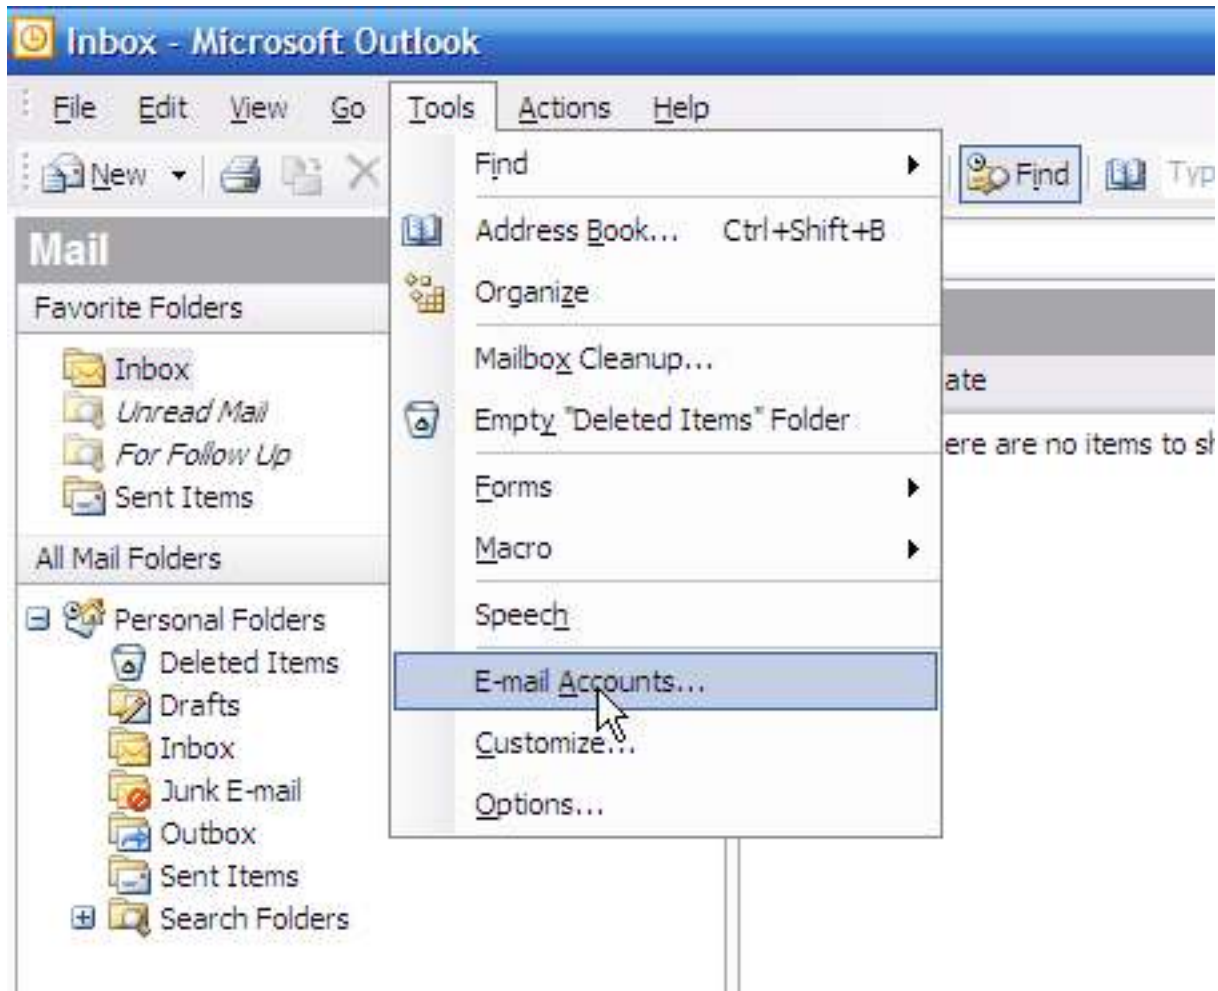 Inbox - Microsoft Outlook
File Edit View Go Tools Actions Help
New Find
Mail
Favorite Folders
Inbox
Unread Mail
For Follow Up
Sent Items
All Mail Folders
Personal Folders
Deleted Items
Drafts
Inbox
Junk E-mail
Outbox
Sent Items
Search Folders
Find
Address Book... Ctrl+Shift+B
Organize
Mailbox Cleanup...
Empty "Deleted Items" Folder
Forms
Macro
Speech
E-mail Accounts...
Customize...
Options...
ate
ere are no items to